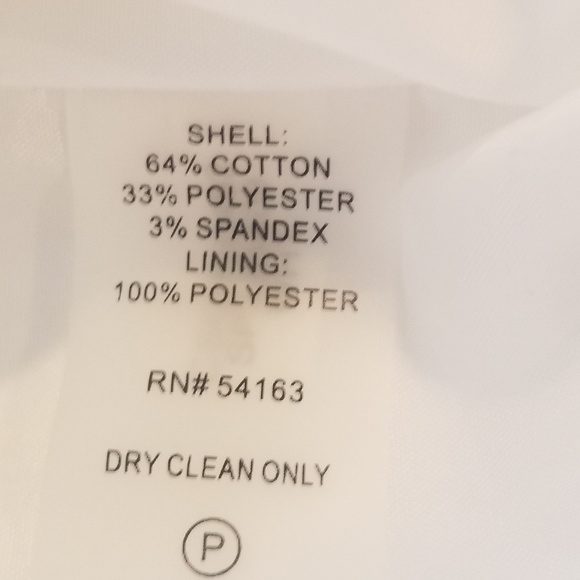 SHELL:
64% COTTON
33% POLYESTER
3% SPANDEX
LINING:
100% POLYESTER
RN# 54163
DRY CLEAN ONLY
P